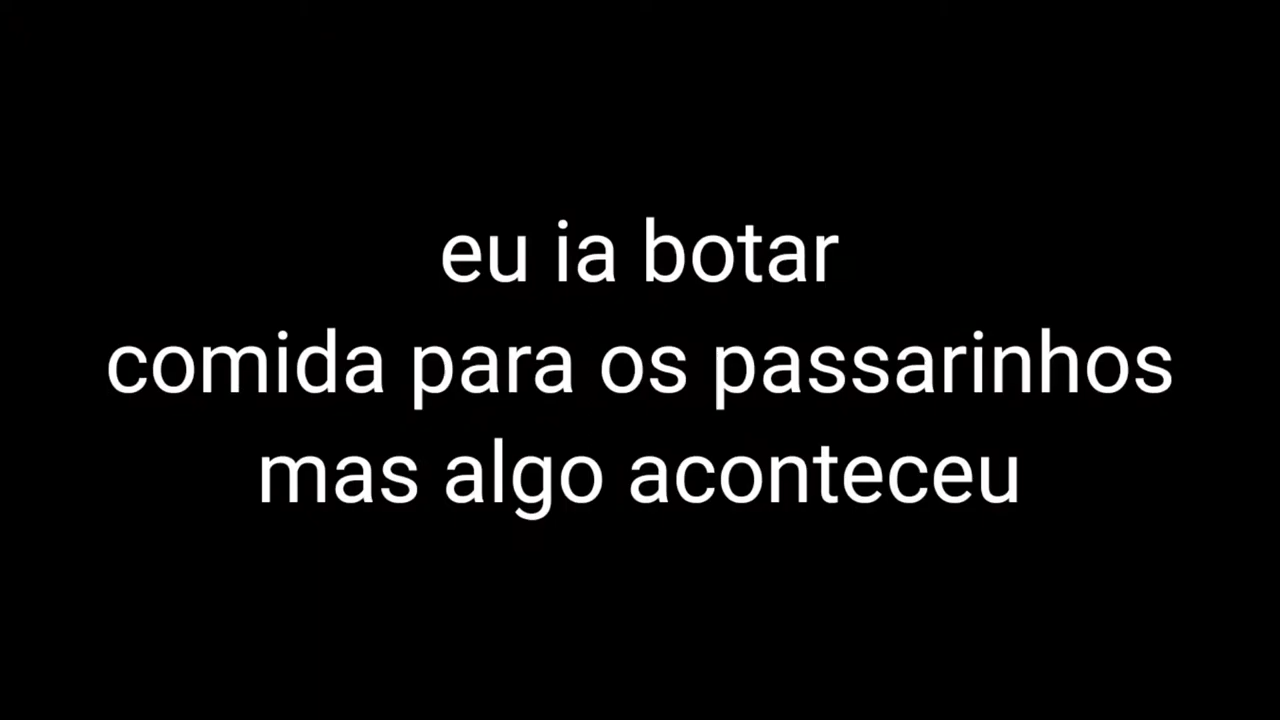 eu ia botar
comida para os passarinhos
mas algo aconteceu